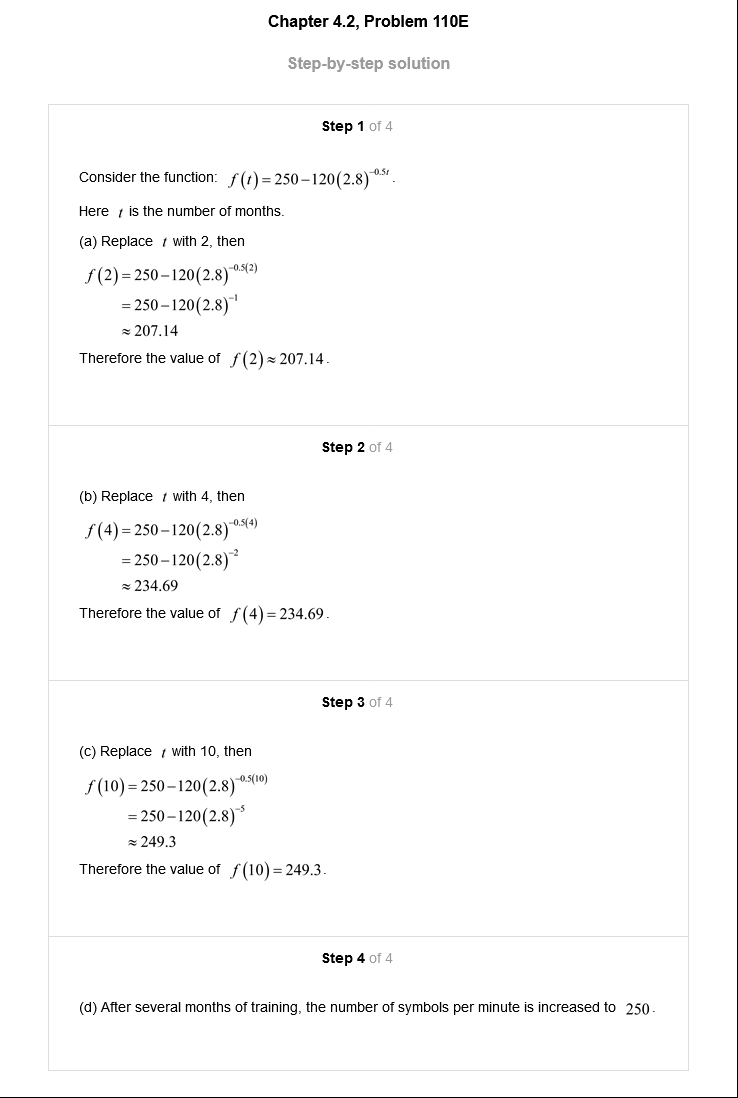 Chapter 4.2, Problem 110E
Step-by-step solution
Step 1 of 4
Consider the function: f(t) = 250 − 120(2.8)^{−0.5t}.
Here t is the number of months.
(a) Replace t with 2, then
f(2) = 250 − 120(2.8)^{−0.5(2)}
= 250 − 120(2.8)^{−1}
≈ 207.14
Therefore the value of f(2) ≈ 207.14.
Step 2 of 4
(b) Replace t with 4, then
f(4) = 250 − 120(2.8)^{−0.5(4)}
= 250 − 120(2.8)^{−2}
≈ 234.69
Therefore the value of f(4) = 234.69.
Step 3 of 4
(c) Replace t with 10, then
f(10) = 250 − 120(2.8)^{−0.5(10)}
= 250 − 120(2.8)^{−5}
≈ 249.3
Therefore the value of f(10) = 249.3.
Step 4 of 4
(d) After several months of training, the number of symbols per minute is increased to 250.